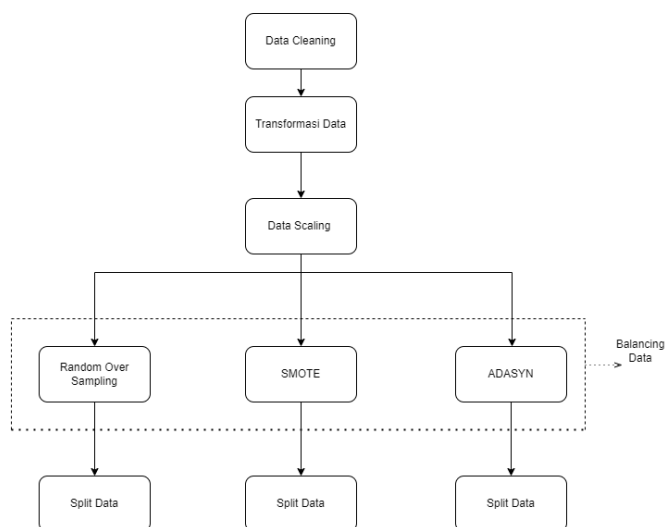 Data Cleaning
Transformasi Data
Data Scaling
Random Over
Sampling
SMOTE
ADASYN
Balancing
Data
Split Data
Split Data
Split Data